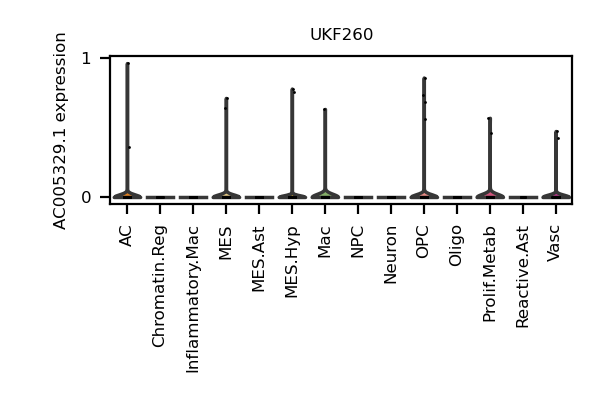 UKF260
AC005329.1 expression
1
0
AC
Chromatin.Reg
Inflammatory.Mac
MES
MES.Ast
MES.Hyp
Mac
NPC
Neuron
OPC
Oligo
Prolif.Metab
Reactive.Ast
Vasc